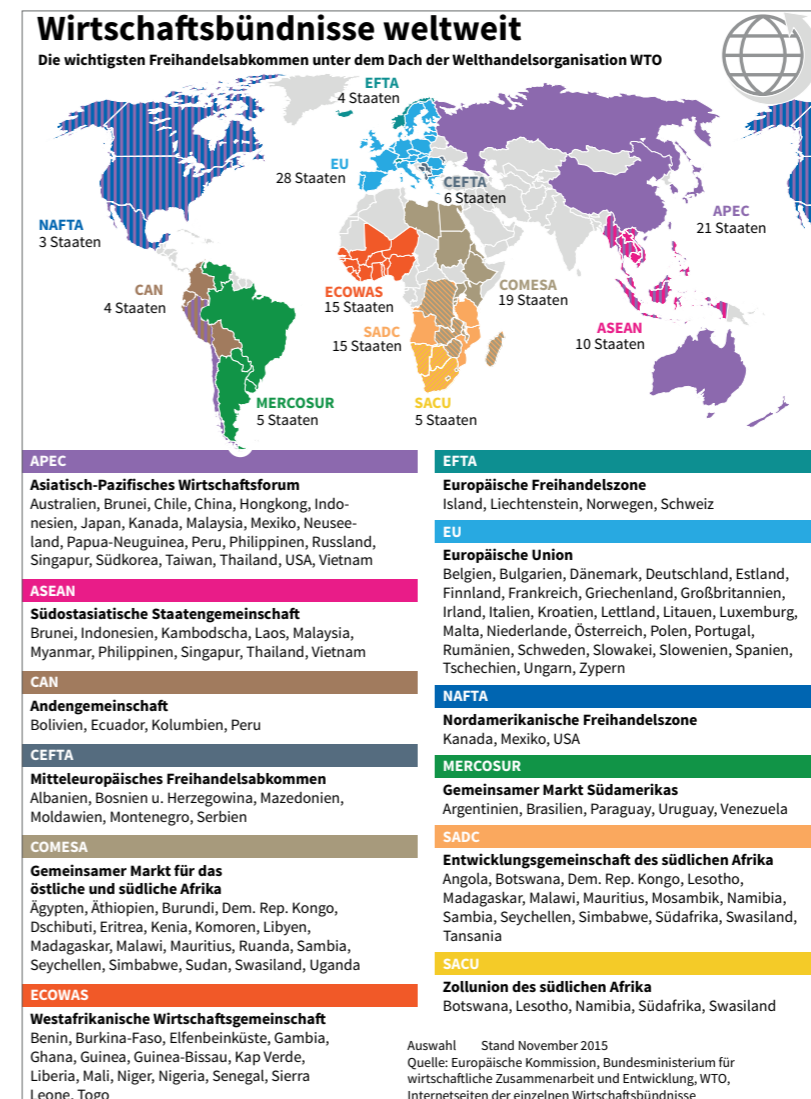 Wirtschaftsbündnisse weltweit
Die wichtigsten Freihandelsabkommen unter dem Dach der Welthandelsorganisation WTO
EFTA
4 Staaten
EU
28 Staaten
CEFTA
6 Staaten
NAFTA
3 Staaten
APEC
21 Staaten
CAN
4 Staaten
ECOWAS
15 Staaten
COMESA
19 Staaten
SADC
15 Staaten
ASEAN
10 Staaten
MERCOSUR
5 Staaten
SACU
5 Staaten
APEC
Asiatisch-Pazifisches Wirtschaftsforum
Australien, Brunei, Chile, China, Hongkong, Indo-
nesien, Japan, Kanada, Malaysia, Mexiko, Neusee-
land, Papua-Neuguinea, Peru, Philippinen, Russland,
Singapur, Südkorea, Taiwan, Thailand, USA, Vietnam
ASEAN
Südostasiatische Staatengemeinschaft
Brunei, Indonesien, Kambodscha, Laos, Malaysia,
Myanmar, Philippinen, Singapur, Thailand, Vietnam
CAN
Andengemeinschaft
Bolivien, Ecuador, Kolumbien, Peru
CEFTA
Mitteleuropäisches Freihandelsabkommen
Albanien, Bosnien u. Herzegowina, Mazedonien,
Moldawien, Montenegro, Serbien
COMESA
Gemeinsamer Markt für das
östliche und südliche Afrika
Ägypten, Äthiopien, Burundi, Dem. Rep. Kongo,
Dschibuti, Eritrea, Kenia, Komoren, Libyen,
Madagaskar, Malawi, Mauritius, Ruanda, Sambia,
Seychellen, Simbabwe, Sudan, Swasiland, Uganda
ECOWAS
Westafrikanische Wirtschaftsgemeinschaft
Benin, Burkina-Faso, Elfenbeinküste, Gambia,
Ghana, Guinea, Guinea-Bissau, Kap Verde,
Liberia, Mali, Niger, Nigeria, Senegal, Sierra
Leone, Togo
EFTA
Europäische Freihandelszone
Island, Liechtenstein, Norwegen, Schweiz
EU
Europäische Union
Belgien, Bulgarien, Dänemark, Deutschland, Estland,
Finnland, Frankreich, Griechenland, Großbritannien,
Irland, Italien, Kroatien, Lettland, Litauen, Luxemburg,
Malta, Niederlande, Österreich, Polen, Portugal,
Rumänien, Schweden, Slowakei, Slowenien, Spanien,
Tschechien, Ungarn, Zypern
NAFTA
Nordamerikanische Freihandelszone
Kanada, Mexiko, USA
MERCOSUR
Gemeinsamer Markt Südamerikas
Argentinien, Brasilien, Paraguay, Uruguay, Venezuela
SADC
Entwicklungsgemeinschaft des südlichen Afrika
Angola, Botswana, Dem. Rep. Kongo, Lesotho,
Madagaskar, Malawi, Mauritius, Mosambik, Namibia,
Sambia, Seychellen, Simbabwe, Südafrika, Swasiland,
Tansania
SACU
Zollunion des südlichen Afrika
Botswana, Lesotho, Namibia, Südafrika, Swasiland
Auswahl Stand November 2015
Quelle: Europäische Kommission, Bundesministerium für
wirtschaftliche Zusammenarbeit und Entwicklung, WTO,
Internetseiten der einzelnen Wirtschaftsbündnisse